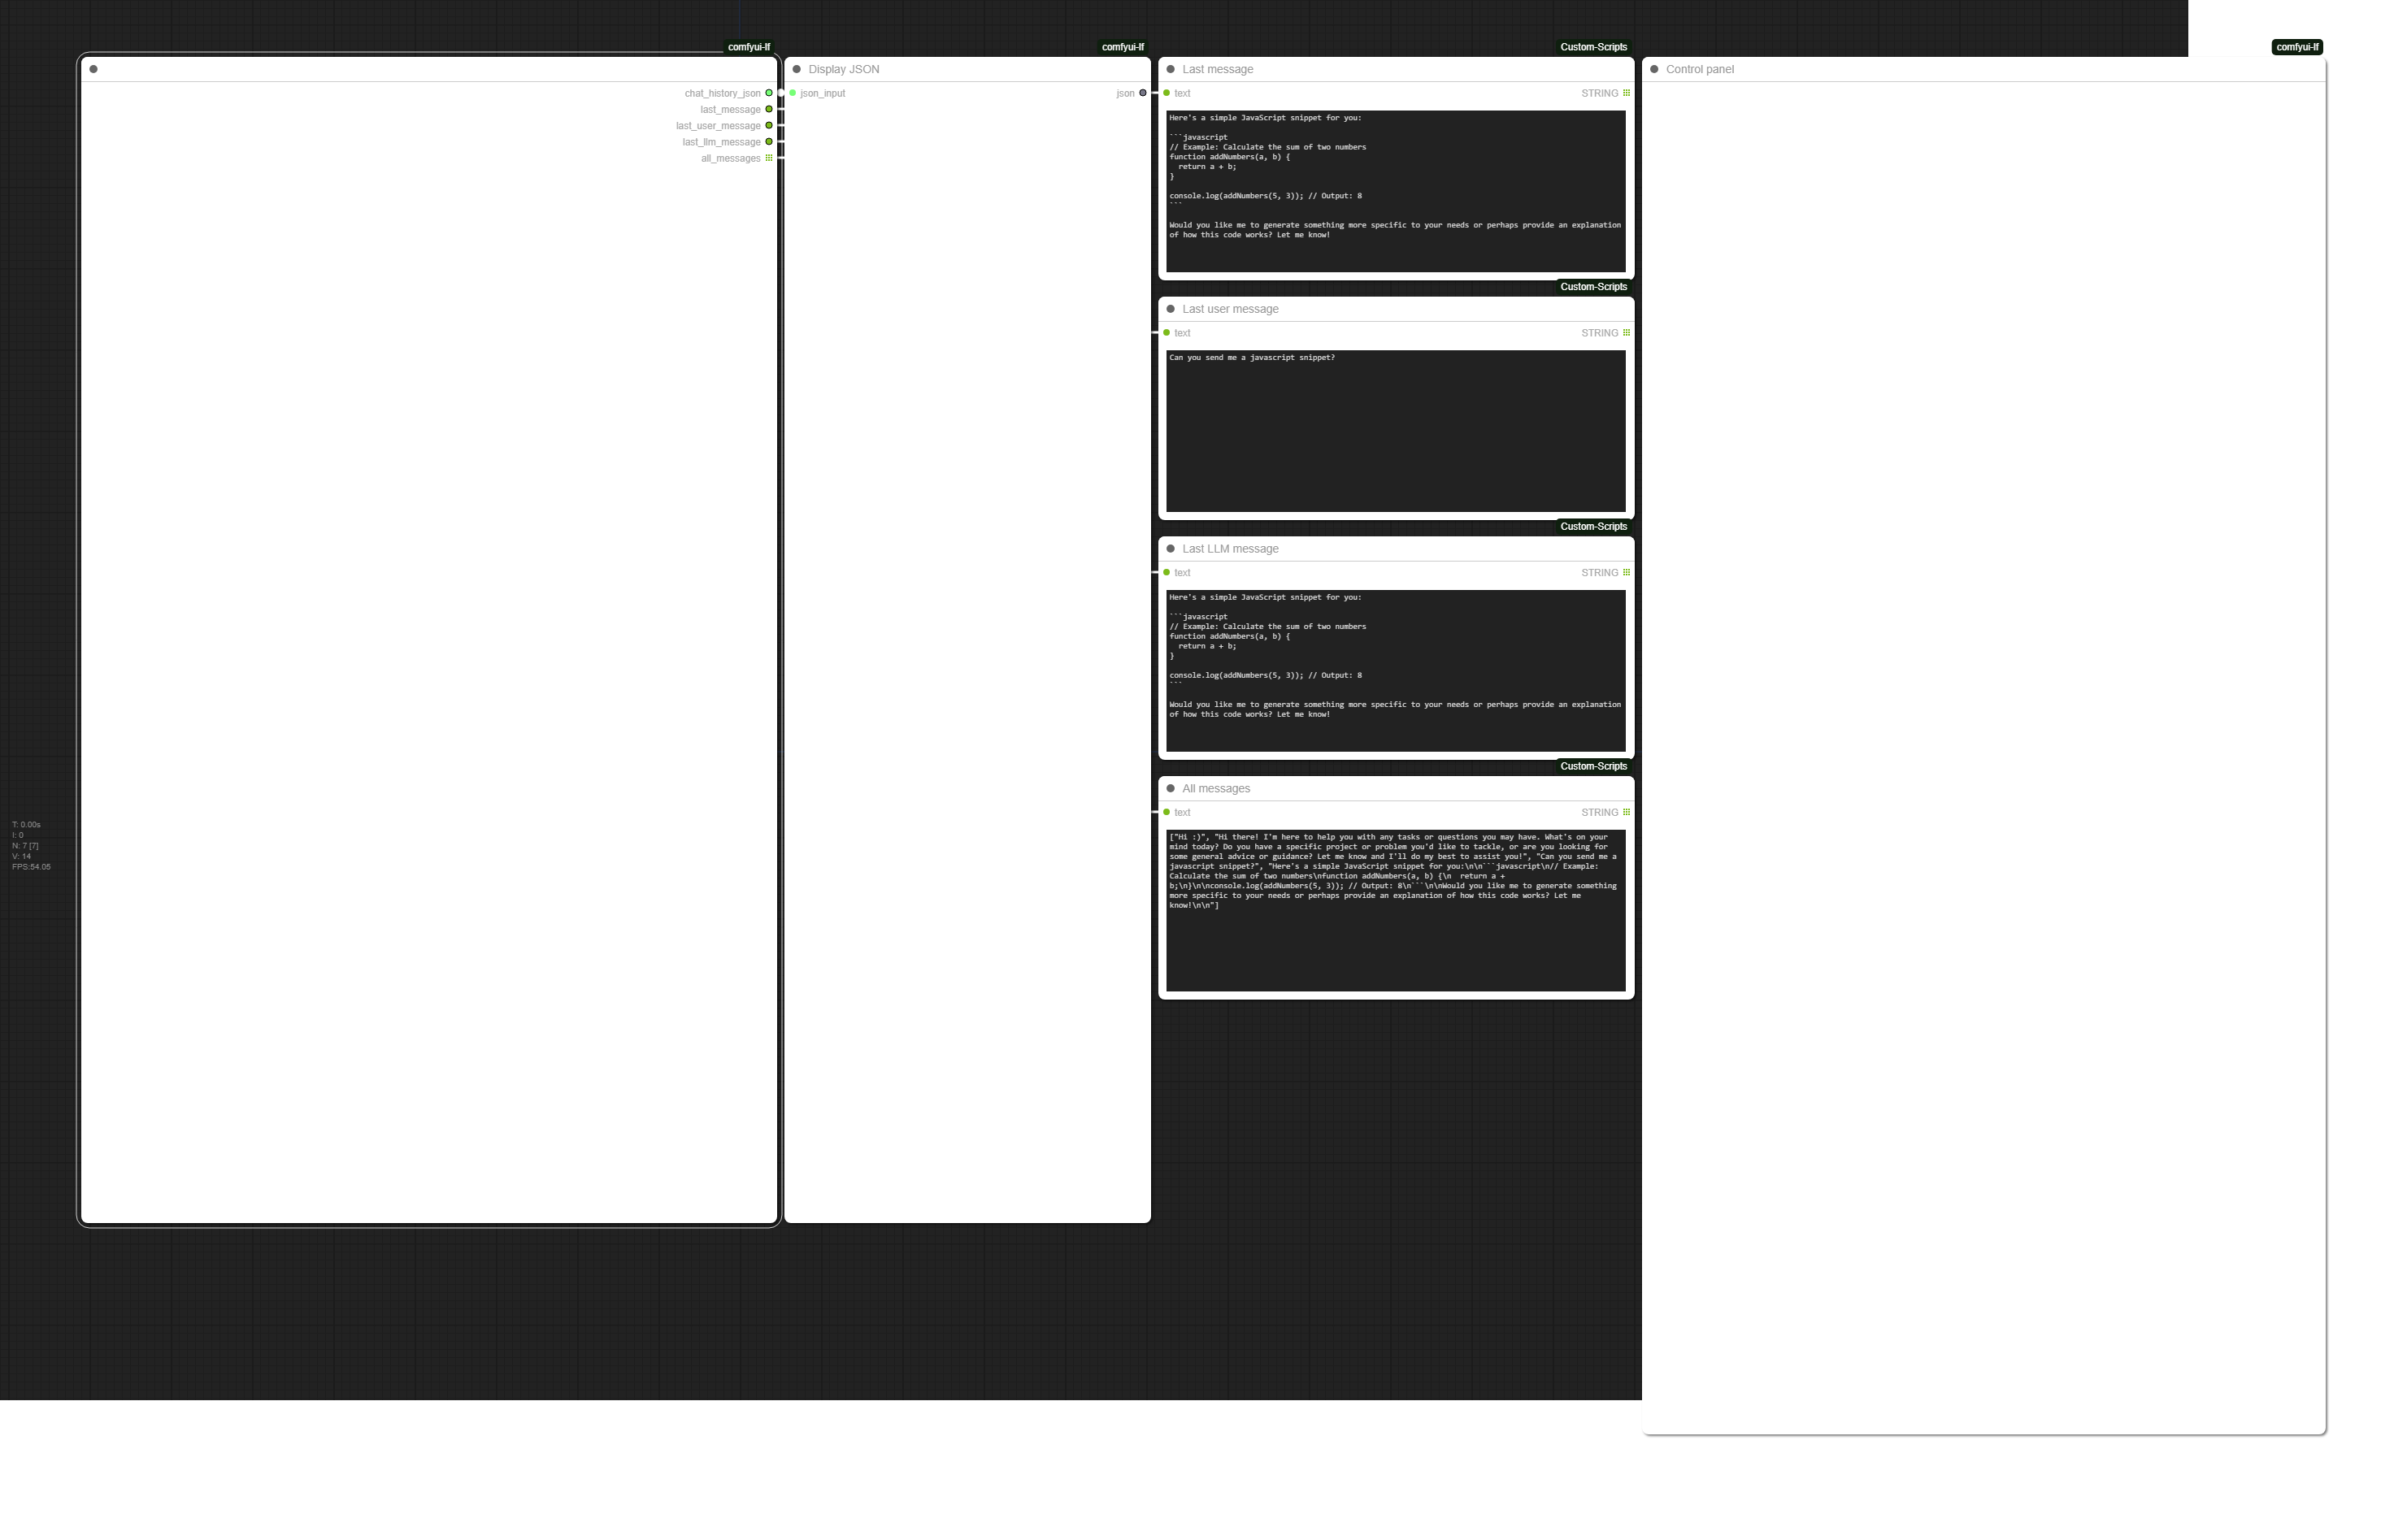 comfyui-lf
chat_history_json
last_message
last_user_message
last_llm_message
all_messages
comfyui-lf
Display JSON
json_input
json
Custom-Scripts
Last message
text
STRING
Here's a simple JavaScript snippet for you:
```javascript
// Example: Calculate the sum of two numbers
function addNumbers(a, b) {
  return a + b;
}
console.log(addNumbers(5, 3)); // Output: 8
```
Would you like me to generate something more specific to your needs or perhaps provide an explanation
of how this code works? Let me know!
Custom-Scripts
Last user message
text
STRING
Can you send me a javascript snippet?
Custom-Scripts
Last LLM message
text
STRING
Here's a simple JavaScript snippet for you:
```javascript
// Example: Calculate the sum of two numbers
function addNumbers(a, b) {
  return a + b;
}
console.log(addNumbers(5, 3)); // Output: 8
```
Would you like me to generate something more specific to your needs or perhaps provide an explanation
of how this code works? Let me know!
Custom-Scripts
All messages
text
STRING
["Hi :)", "Hi there! I'm here to help you with any tasks or questions you may have. What's on your
mind today? Do you have a specific project or problem you'd like to tackle, or are you looking for
some general advice or guidance? Let me know and I'll do my best to assist you!", "Can you send me a
javascript snippet?", "Here's a simple JavaScript snippet for you:\n\n```javascript\n// Example:
Calculate the sum of two numbers\nfunction addNumbers(a, b) {\n  return a +
b;\n}\n\nconsole.log(addNumbers(5, 3)); // Output: 8\n```\n\nWould you like me to generate something
more specific to your needs or perhaps provide an explanation of how this code works? Let me
know!\n\n"]
comfyui-lf
Control panel
T: 0.00s
I: 0
N: 7 [7]
V: 14
FPS:54.05